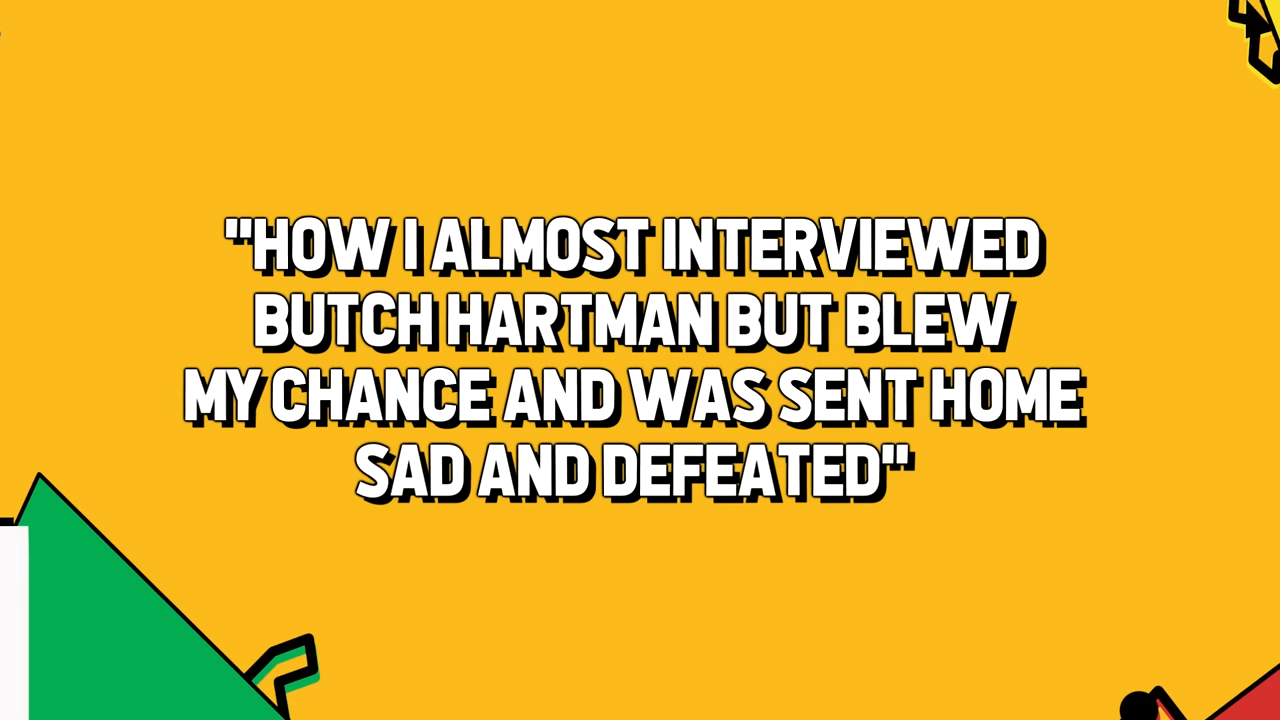 "HOW I ALMOST INTERVIEWED
BUTCH HARTMAN BUT BLEW
MY CHANCE AND WAS SENT HOME
SAD AND DEFEATED"